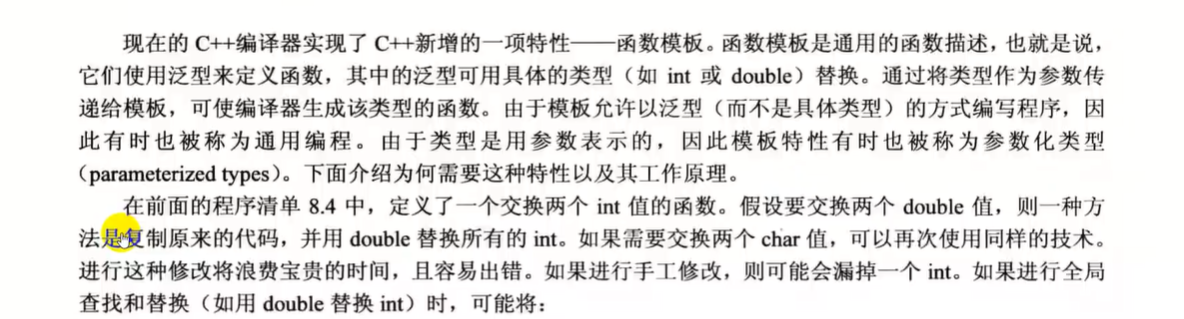 现在的 C++编译器实现了 C++新增的一项特性——函数模板。函数模板是通用的函数描述，也就是说，
它们使用泛型来定义函数，其中的泛型可用具体的类型（如 int 或 double）替换。通过将类型作为参数传
递给模板，可使编译器生成该类型的函数。由于模板允许以泛型（而不是具体类型）的方式编写程序，因
此有时也被称为通用编程。由于类型是用参数表示的，因此模板特性有时也被称为参数化类型
（parameterized types）。下面介绍为何需要这种特性以及其工作原理。
在前面的程序清单 8.4 中，定义了一个交换两个 int 值的函数。假设要交换两个 double 值，则一种方
法是复制原来的代码，并用 double 替换所有的 int。如果需要交换两个 char 值，可以再次使用同样的技术。
进行这种修改将浪费宝贵的时间，且容易出错。如果进行手工修改，则可能会漏掉一个 int。如果进行全局
查找和替换（如用 double 替换 int）时，可能将：